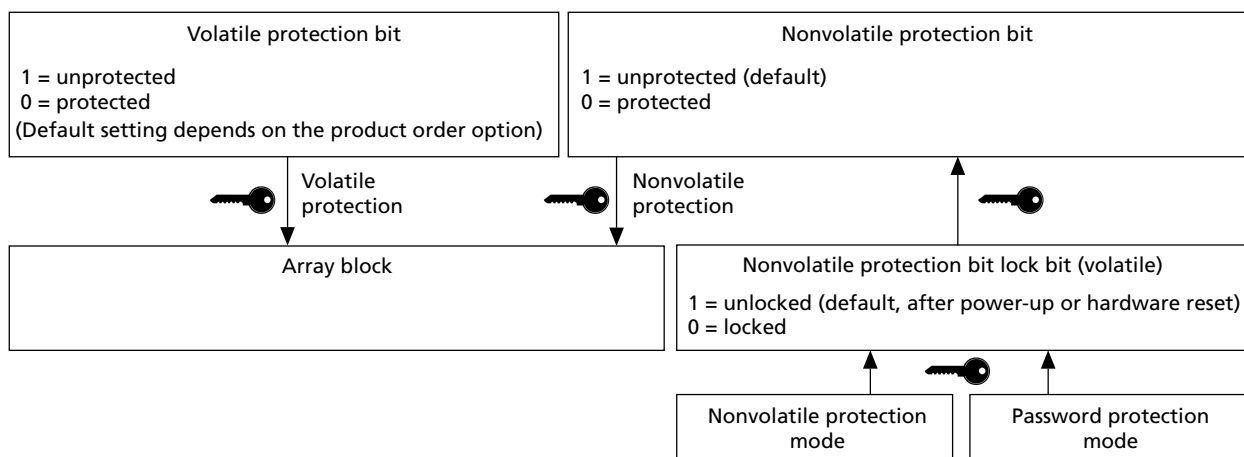 Volatile protection bit
1 = unprotected
0 = protected
(Default setting depends on the product order option)
Nonvolatile protection bit
1 = unprotected (default)
0 = protected
Volatile
protection
Nonvolatile
protection
Array block
Nonvolatile protection bit lock bit (volatile)
1 = unlocked (default, after power-up or hardware reset)
0 = locked
Nonvolatile protection
mode
Password protection
mode